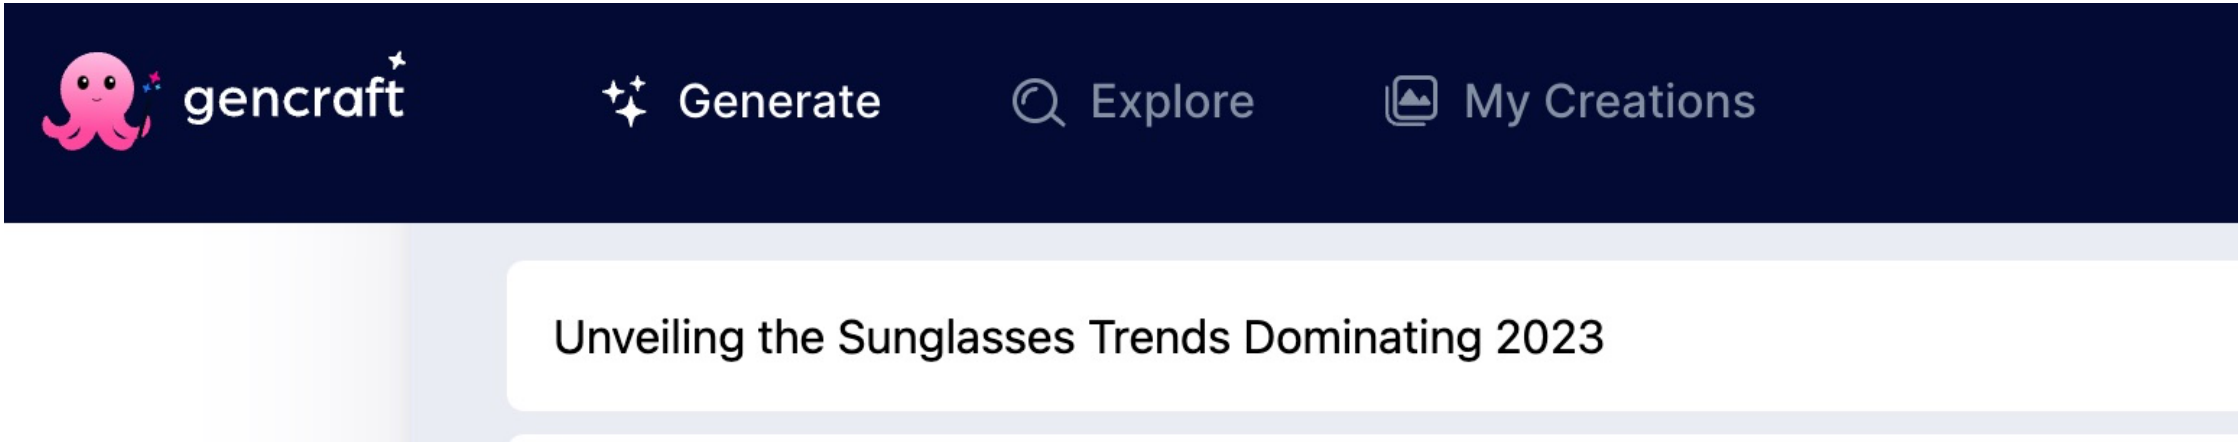 gencraft
Generate
Explore
My Creations
Unveiling the Sunglasses Trends Dominating 2023